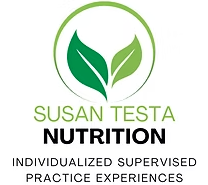 SUSAN TESTA
NUTRITION
INDIVIDUALIZED SUPERVISED
PRACTICE EXPERIENCES